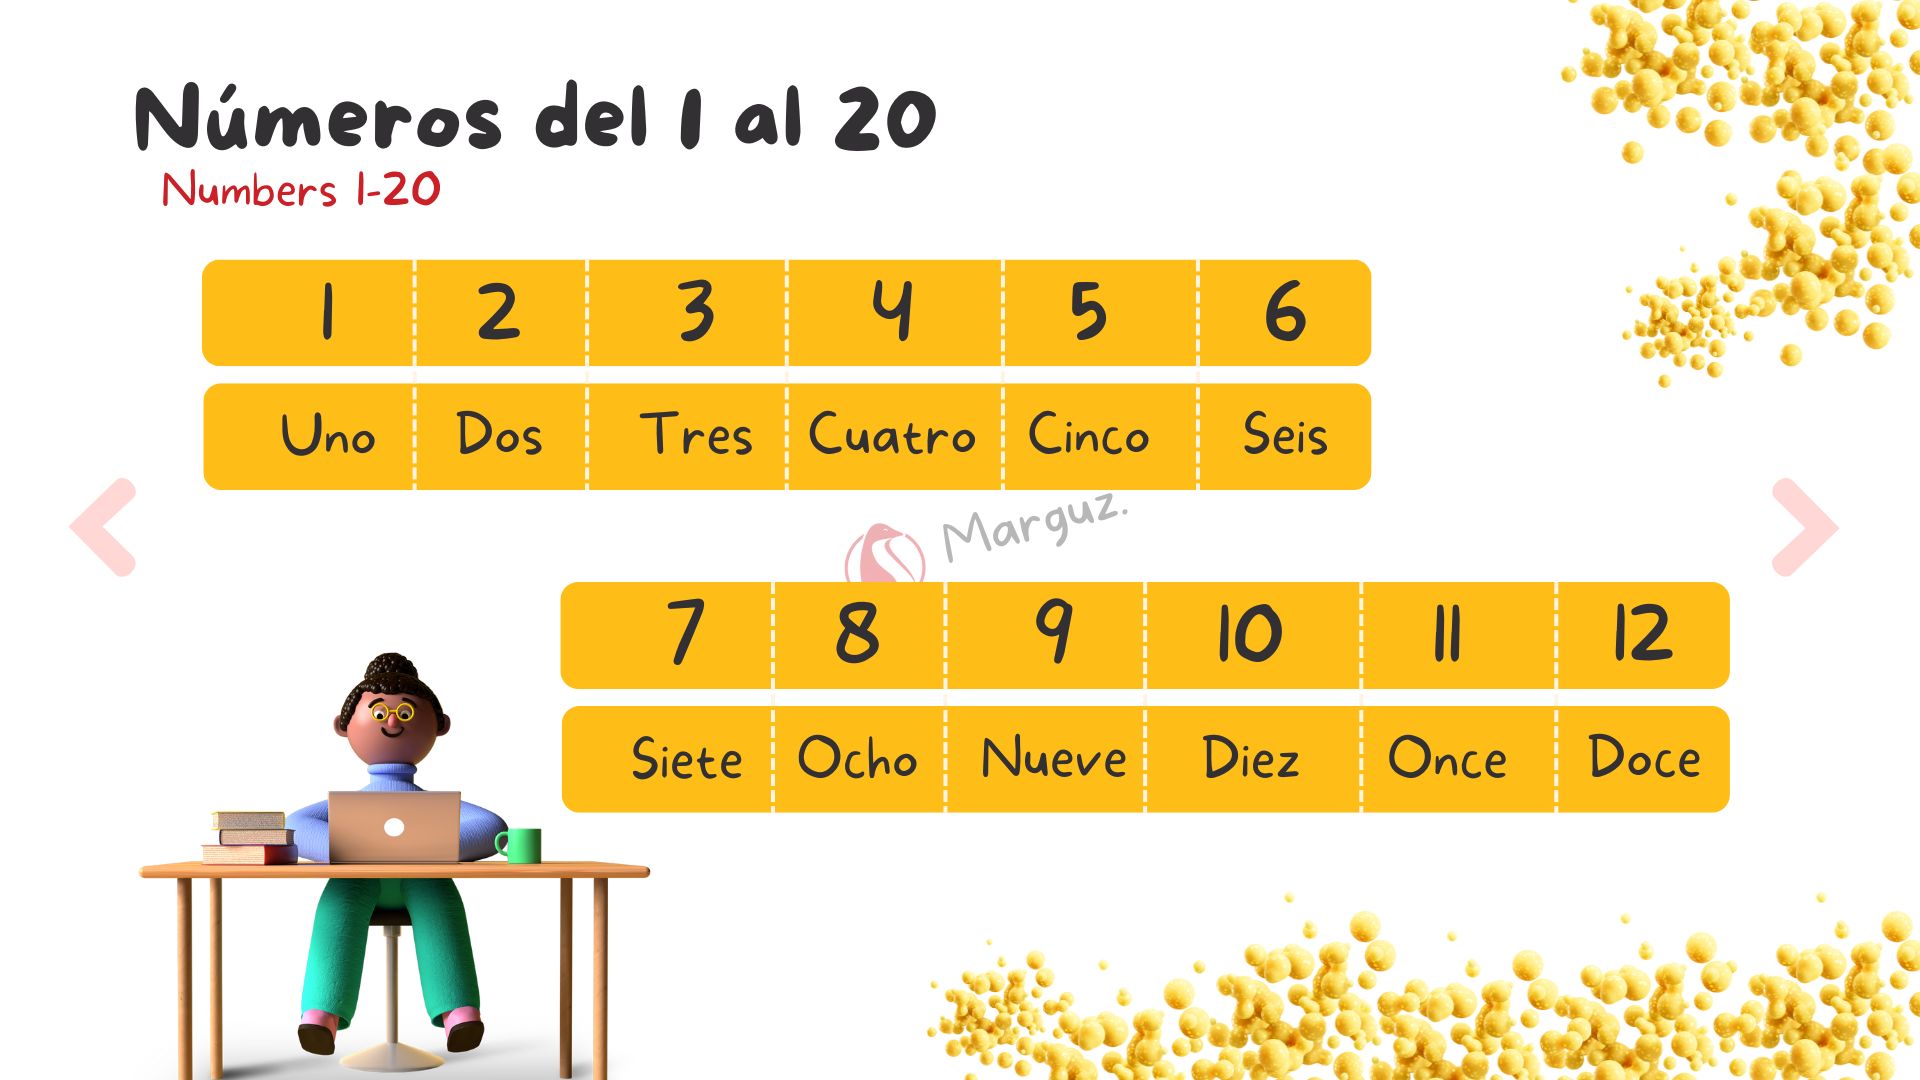 Números del 1 al 20
Numbers 1-20
1 2 3 4 5 6
Uno Dos Tres Cuatro Cinco Seis
Marguz.
7 8 9 10 11 12
Siete Ocho Nueve Diez Once Doce